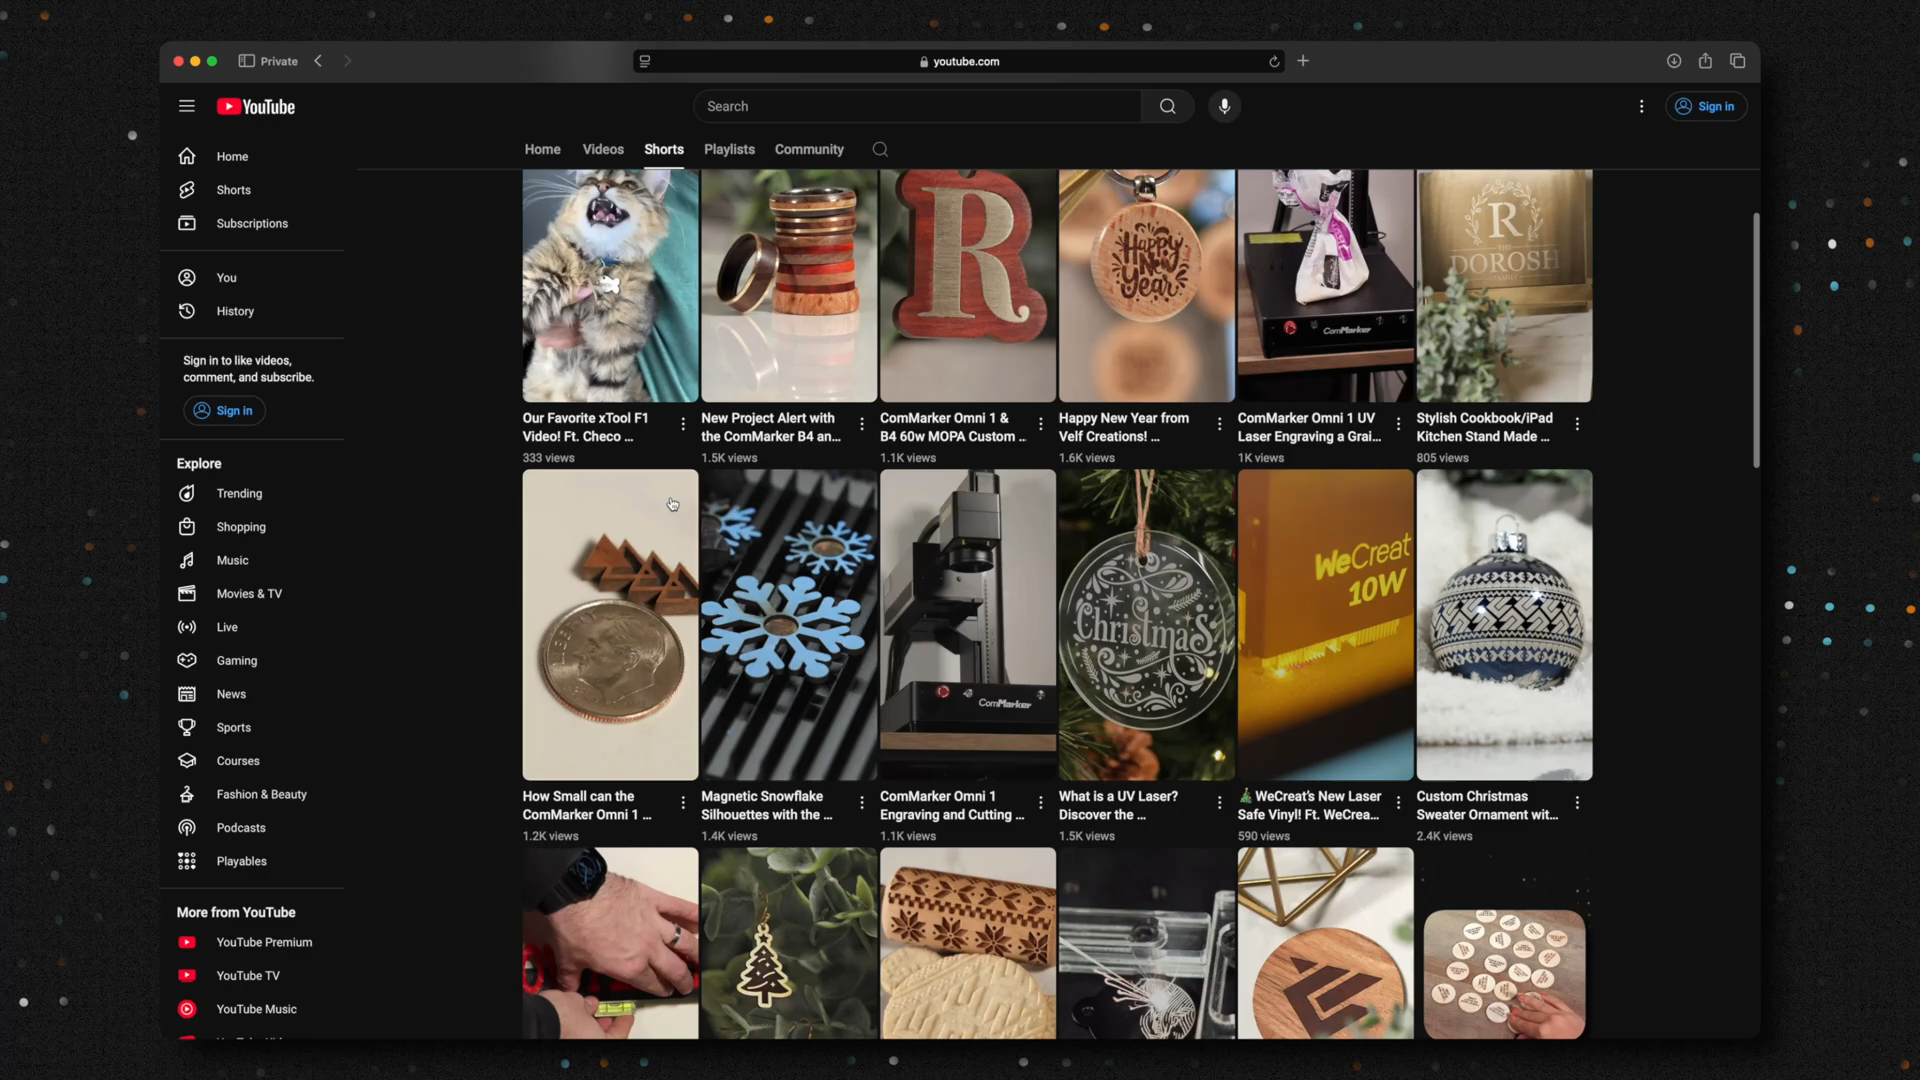 Private
youtube.com
YouTube
Search
Sign in
Home
Videos
Shorts
Playlists
Community
Home
Shorts
Subscriptions
You
History
Sign in to like videos,
comment, and subscribe.
Sign in
Explore
Trending
Shopping
Music
Movies & TV
Live
Gaming
News
Sports
Courses
Fashion & Beauty
Podcasts
Playables
More from YouTube
YouTube Premium
YouTube TV
YouTube Music
R
Happy
New
Year
ComMarker
R
DOROSH
Our Favorite xTool F1
Video! Ft. Checo ...
333 views
New Project Alert with
the ComMarker B4 an...
1.5K views
ComMarker Omni 1 &
B4 60w MOPA Custom ...
1.1K views
Happy New Year from
Velf Creations! ...
1.6K views
ComMarker Omni 1 UV
Laser Engraving a Grai...
1K views
Stylish Cookbook/iPad
Kitchen Stand Made ...
805 views
ComMarker
Christmas
WeCreat
10W
How Small can the
ComMarker Omni 1 ...
1.2K views
Magnetic Snowflake
Silhouettes with the ...
1.4K views
ComMarker Omni 1
Engraving and Cutting ...
1.1K views
What is a UV Laser?
Discover the ...
1.5K views
🎄WeCreat's New Laser
Safe Vinyl! Ft. WeCrea...
590 views
Custom Christmas
Sweater Ornament wit...
2.4K views